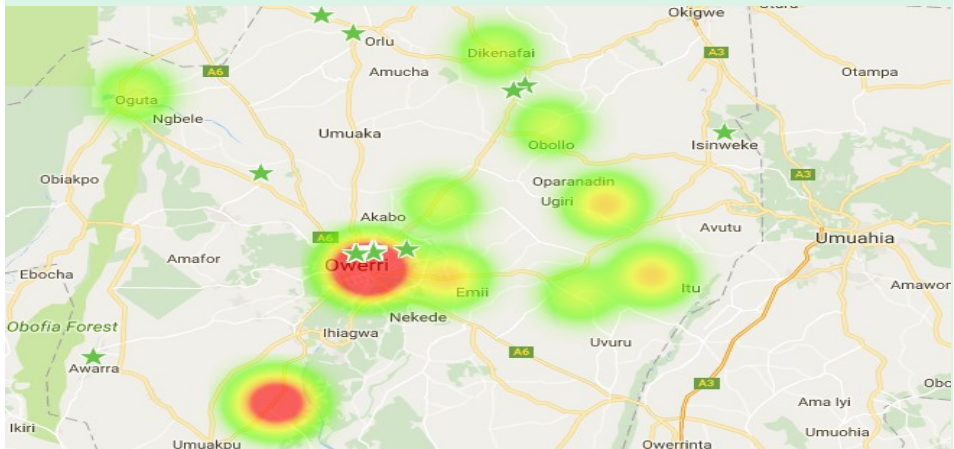 Okigwe
Orlu
A3
Dikenafai
A6
Amucha
Otampa
Oguta
Ngbele
Umuaka
Obollo
Isinweke
Obiakpo
Oparanadin
A3
Ugiri
Akabo
Avutu
A6
Umuahia
Amafor
Owerri
Ebocha
Emii
Itu
Amawor
Nekede
Obofia Forest
Ihiagwa
Uvuru
A6
Awarra
A3
Obo
Ama Iyi
Ikiri
Umuakpu
Owerrinta
Umuohia